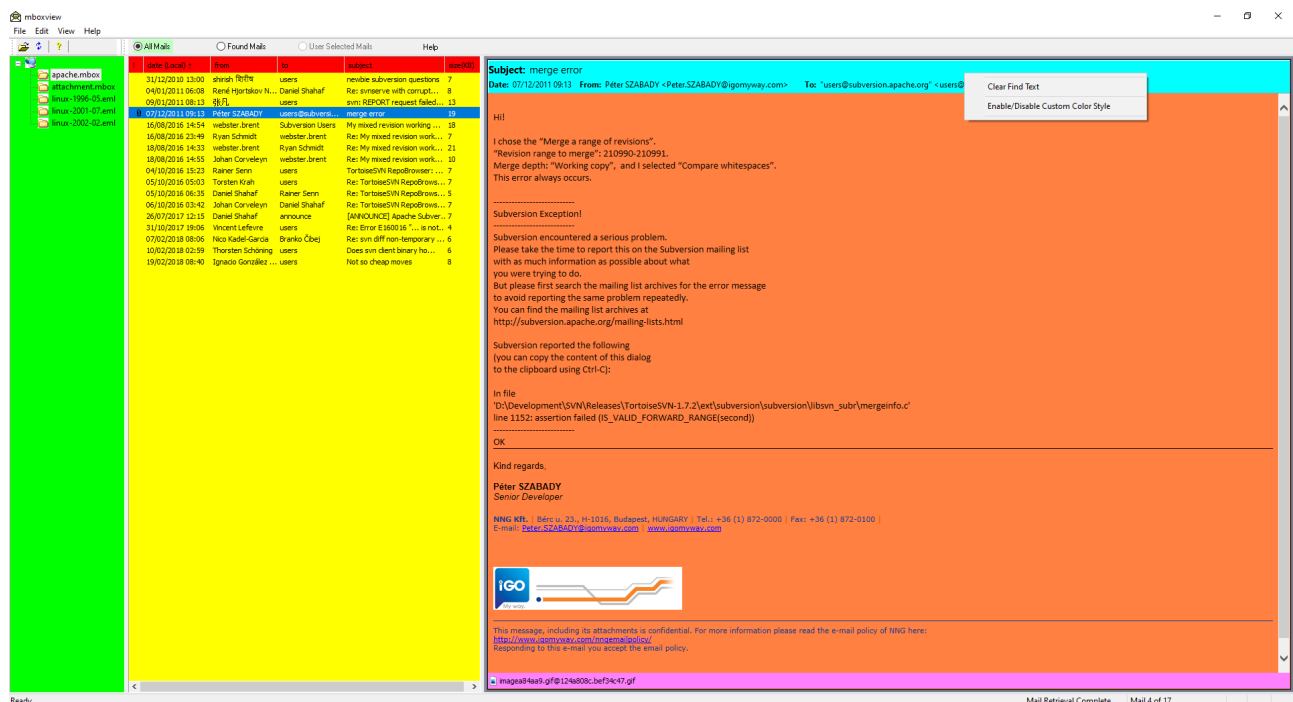 mboxview
File Edit View Help
All Mails Found Mails User Selected Mails Help
apache.mbox
attachment.mbox
linux-1996-05.eml
linux-2001-07.eml
linux-2002-02.eml
! date (Local) from to subject size(KB)
31/12/2010 13:00 shirish शिरीष users newbie subversion questions 7
04/01/2011 06:08 René Hjortskov N... Daniel Shahaf Re: svnserve with corrupt... 8
09/01/2011 08:13 张凡 users svn: REPORT request failed... 13
07/12/2011 09:13 Péter SZABADY users@subversi... merge error 19
16/08/2016 14:54 webster.brent Subversion Users My mixed revision working ... 18
16/08/2016 23:49 Ryan Schmidt webster.brent Re: My mixed revision work... 7
18/08/2016 14:33 webster.brent Ryan Schmidt Re: My mixed revision work... 21
18/08/2016 14:55 Johan Corveleyn webster.brent Re: My mixed revision work... 10
04/10/2016 15:23 Rainer Senn users TortoiseSVN RepoBrowser: ... 7
05/10/2016 05:03 Torsten Krah users Re: TortoiseSVN RepoBrows... 7
05/10/2016 06:35 Daniel Shahaf Rainer Senn Re: TortoiseSVN RepoBrows... 5
06/10/2016 03:42 Johan Corveleyn Daniel Shahaf Re: TortoiseSVN RepoBrows... 7
26/07/2017 12:15 Daniel Shahaf announce [ANNOUNCE] Apache Subver... 7
31/10/2017 19:06 Vincent Lefevre users Re: Error E160016 "... is not... 4
07/02/2018 08:06 Nico Kadel-Garcia Branko Čibej Re: svn diff non-temporary ... 6
10/02/2018 02:59 Thorsten Schöning users Does svn client binary ho... 6
19/02/2018 08:40 Ignacio González ... users Not so cheap moves 8
Subject: merge error
Date: 07/12/2011 09:13 From: Péter SZABADY <Peter.SZABADY@igomyway.com> To: "users@subversion.apache.org" <users@
Clear Find Text
Enable/Disable Custom Color Style
Hi!
I chose the “Merge a range of revisions”.
“Revision range to merge”: 210990-210991.
Merge depth: “Working copy”, and I selected “Compare whitespaces”.
This error always occurs.
---------------------------
Subversion Exception!
---------------------------
Subversion encountered a serious problem.
Please take the time to report this on the Subversion mailing list
with as much information as possible about what
you were trying to do.
But please first search the mailing list archives for the error message
to avoid reporting the same problem repeatedly.
You can find the mailing list archives at
http://subversion.apache.org/mailing-lists.html
Subversion reported the following
(you can copy the content of this dialog
to the clipboard using Ctrl-C):
In file
'D:\Development\SVN\Releases\TortoiseSVN-1.7.2\ext\subversion\subversion\libsvn_subr\mergeinfo.c'
line 1152: assertion failed (IS_VALID_FORWARD_RANGE(second))
---------------------------
OK
Kind regards,
Péter SZABADY
Senior Developer
NNG Kft. | Bérc u. 23., H-1016, Budapest, HUNGARY | Tel.: +36 (1) 872-0000 | Fax: +36 (1) 872-0100 |
E-mail: Peter.SZABADY@igomyway.com | www.igomyway.com
iGO
My way.
This message, including its attachments is confidential. For more information please read the e-mail policy of NNG here:
http://www.igomyway.com/nngemailpolicy/
Responding to this e-mail you accept the email policy.
imagea84aa9.gif@124a808c.bef34c47.gif
Ready Mail Retrieval Complete Mail 4 of 17